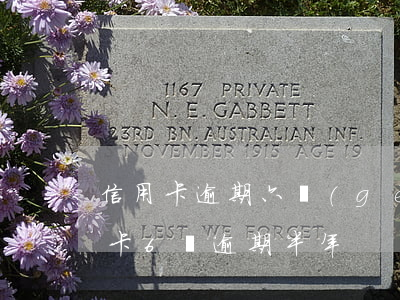 1167 PRIVATE
N. E. GABBETT
23RD BN. AUSTRALIAN INF.
NOVEMBER 1915 AGE 19
信用卡逾期六 (g
LEST WE FORGET
卡6 逾期半年